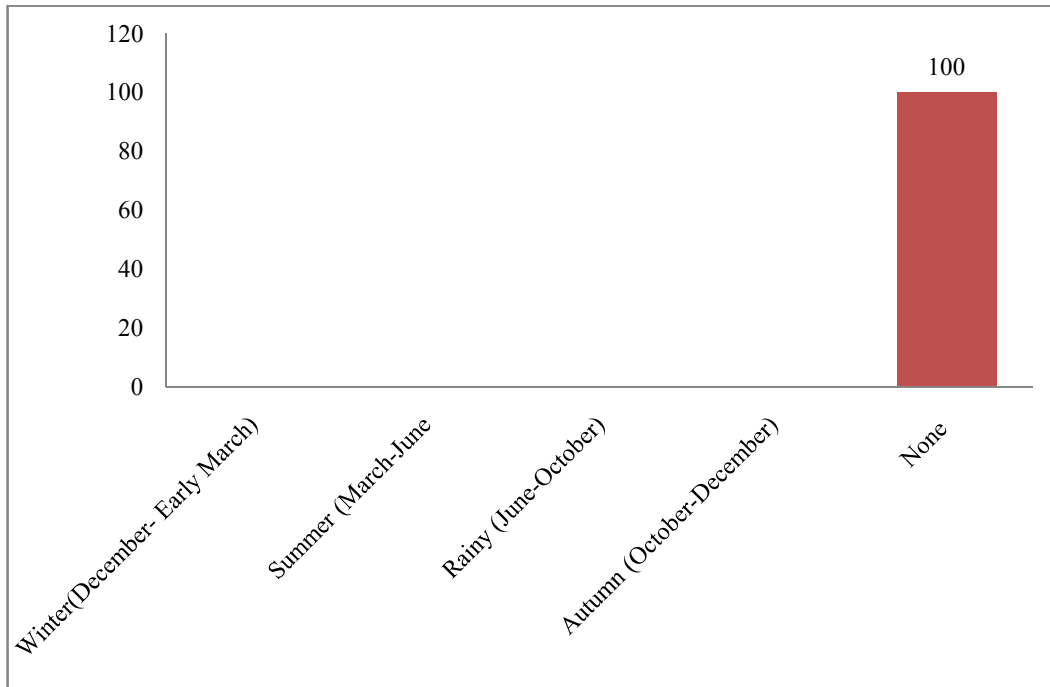 120
100
80
60
40
20
0
100
Winter(December- Early March)
Summer (March-June
Rainy (June-October)
Autumn (October-December)
None